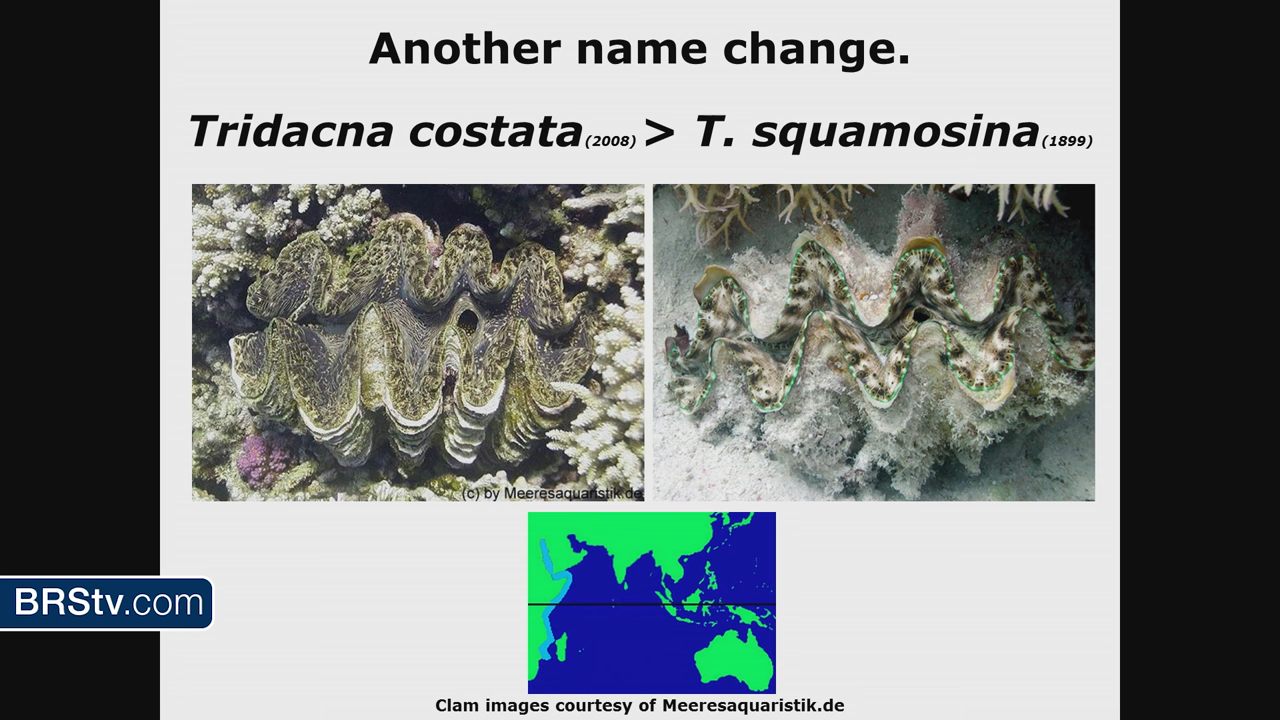 Another name change.
Tridacna costata(2008) > T. squamosina(1899)
(c) by Meeresaquaristik.de
BRStv.com
Clam images courtesy of Meeresaquaristik.de